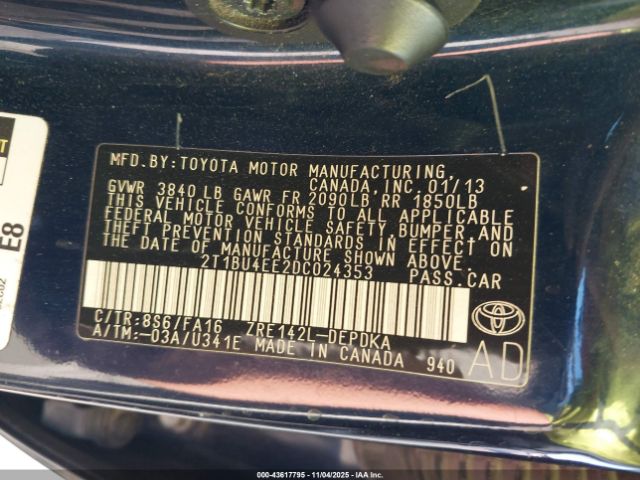 MFD.BY:TOYOTA MOTOR MANUFACTURING,
CANADA,INC. 01/13
GVWR 3840 LB GAWR FR 2090LB,RR 1850LB
THIS VEHICLE CONFORMS TO ALL APPLICABLE
FEDERAL MOTOR VEHICLE SAFETY, BUMPER, AND
THEFT PREVENTION STANDARDS IN EFFECT ON
THE DATE OF MANUFACTURE SHOWN ABOVE.
2T1BU4EE2DC024353 PASS.CAR
C/TR:8S6/FA16 ZRE142L-DEPDKA
A/TM:-03A/U341E MADE IN CANADA 940
AD
E8
000-43617795 - 11/04/2025 - IAAI.CA